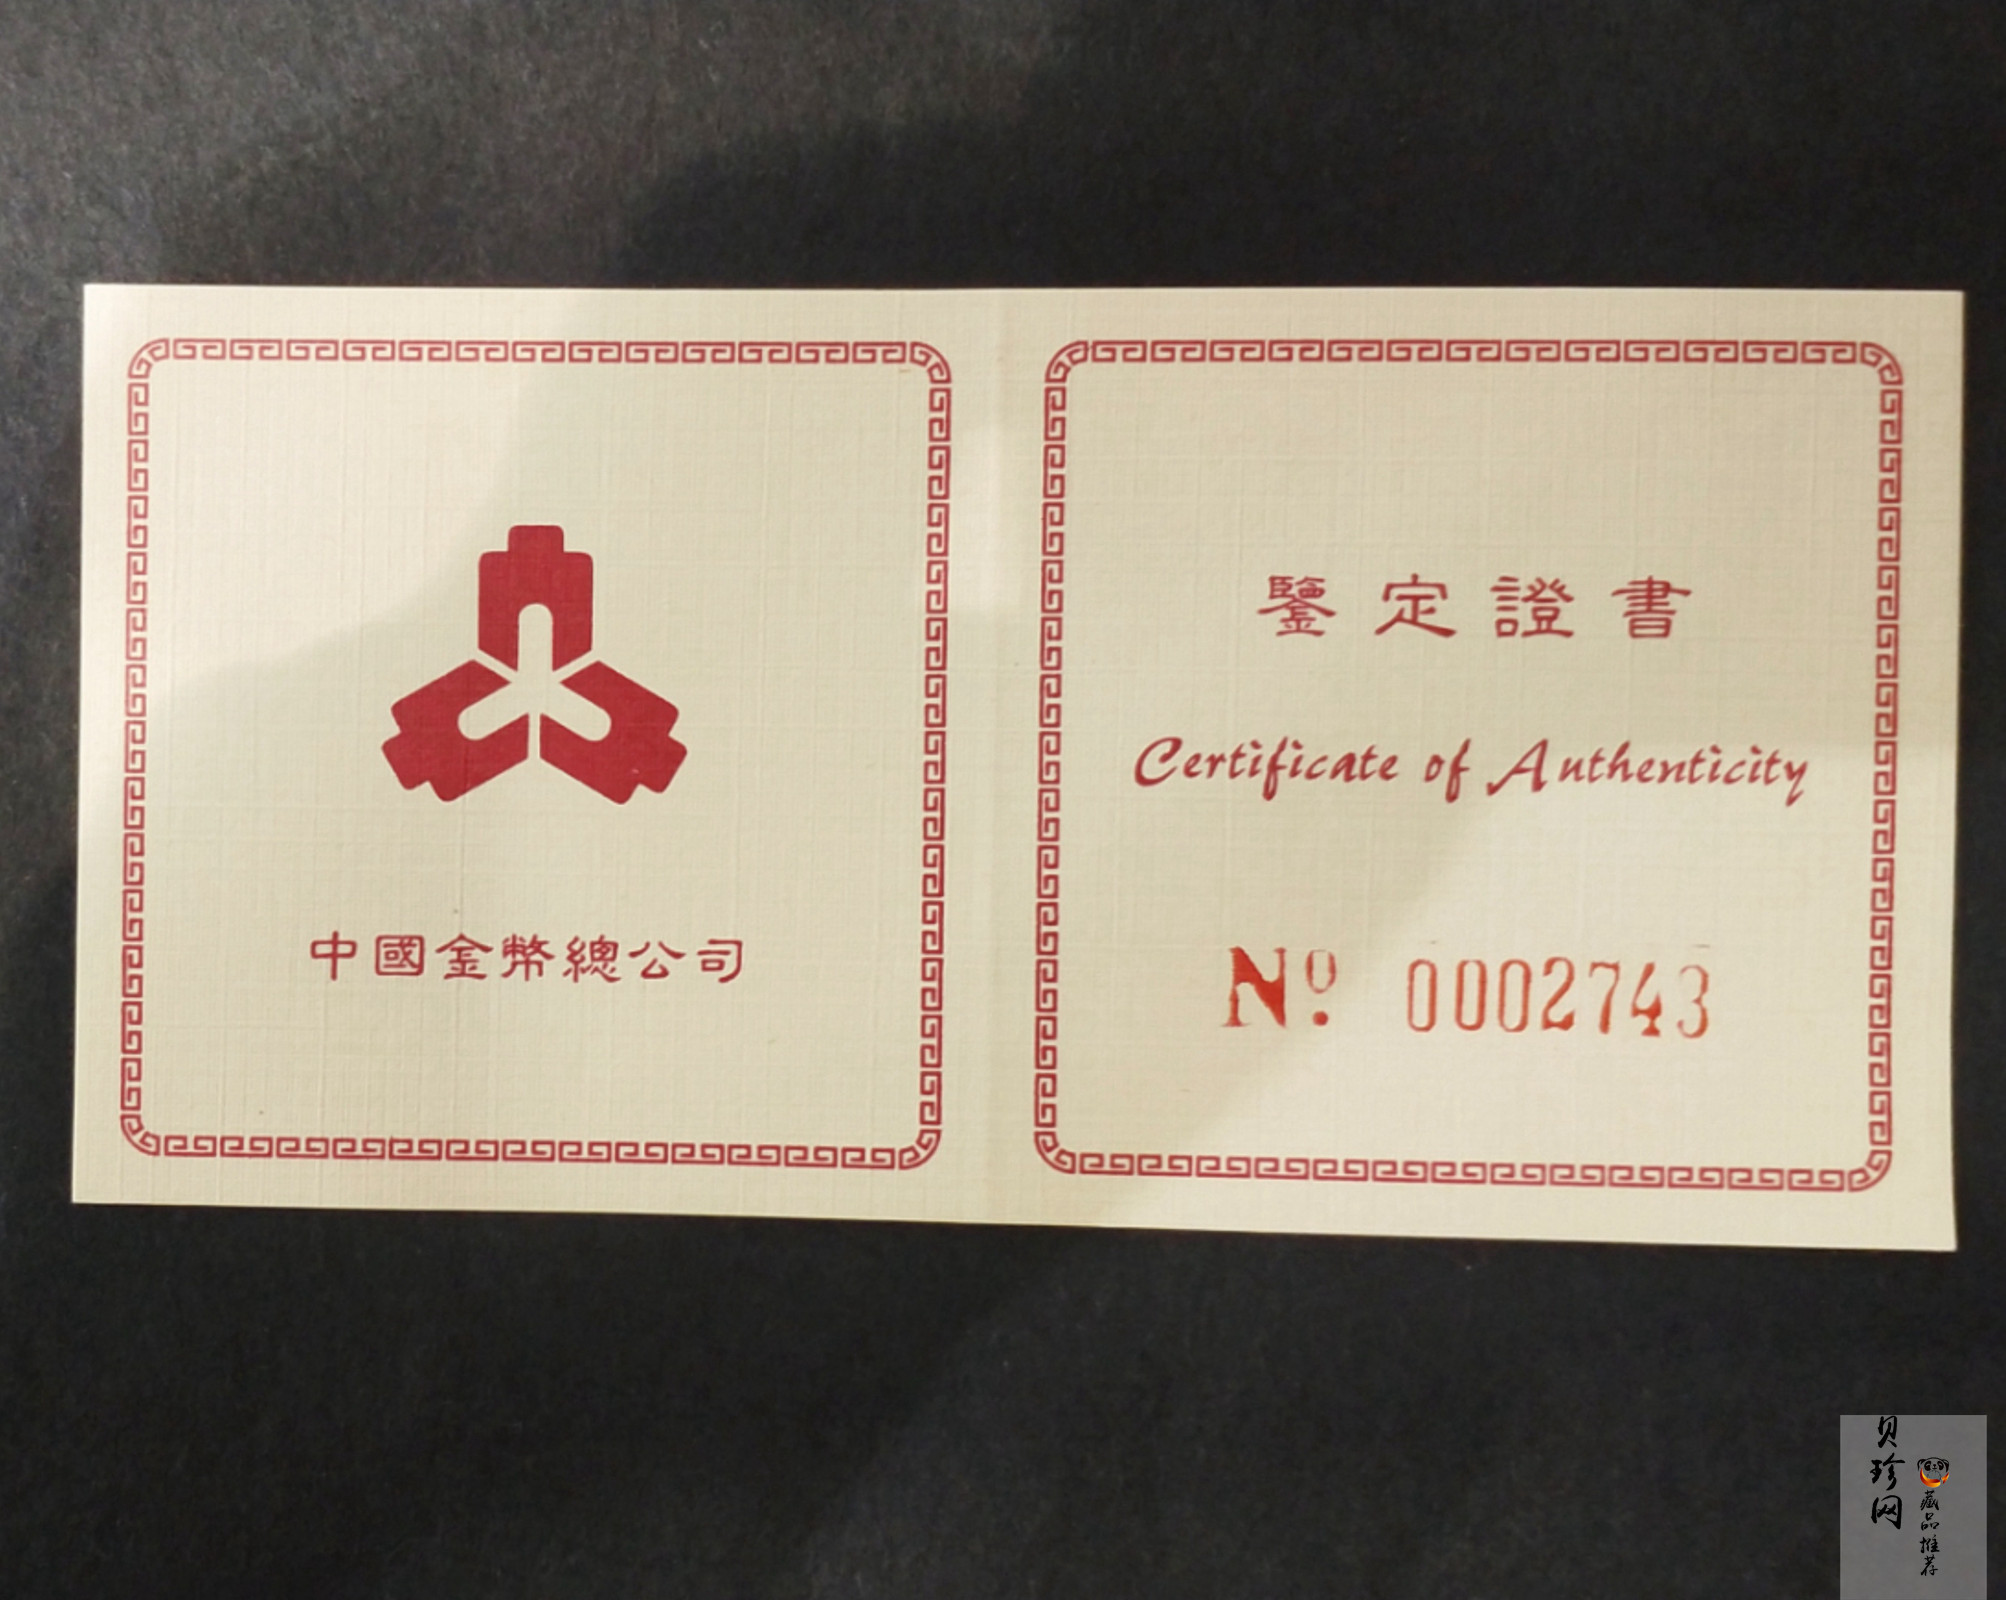 中國金幣總公司
鑒定證書
Certificate of Authenticity
Nº. 0002743
贝珍网
藏品推荐